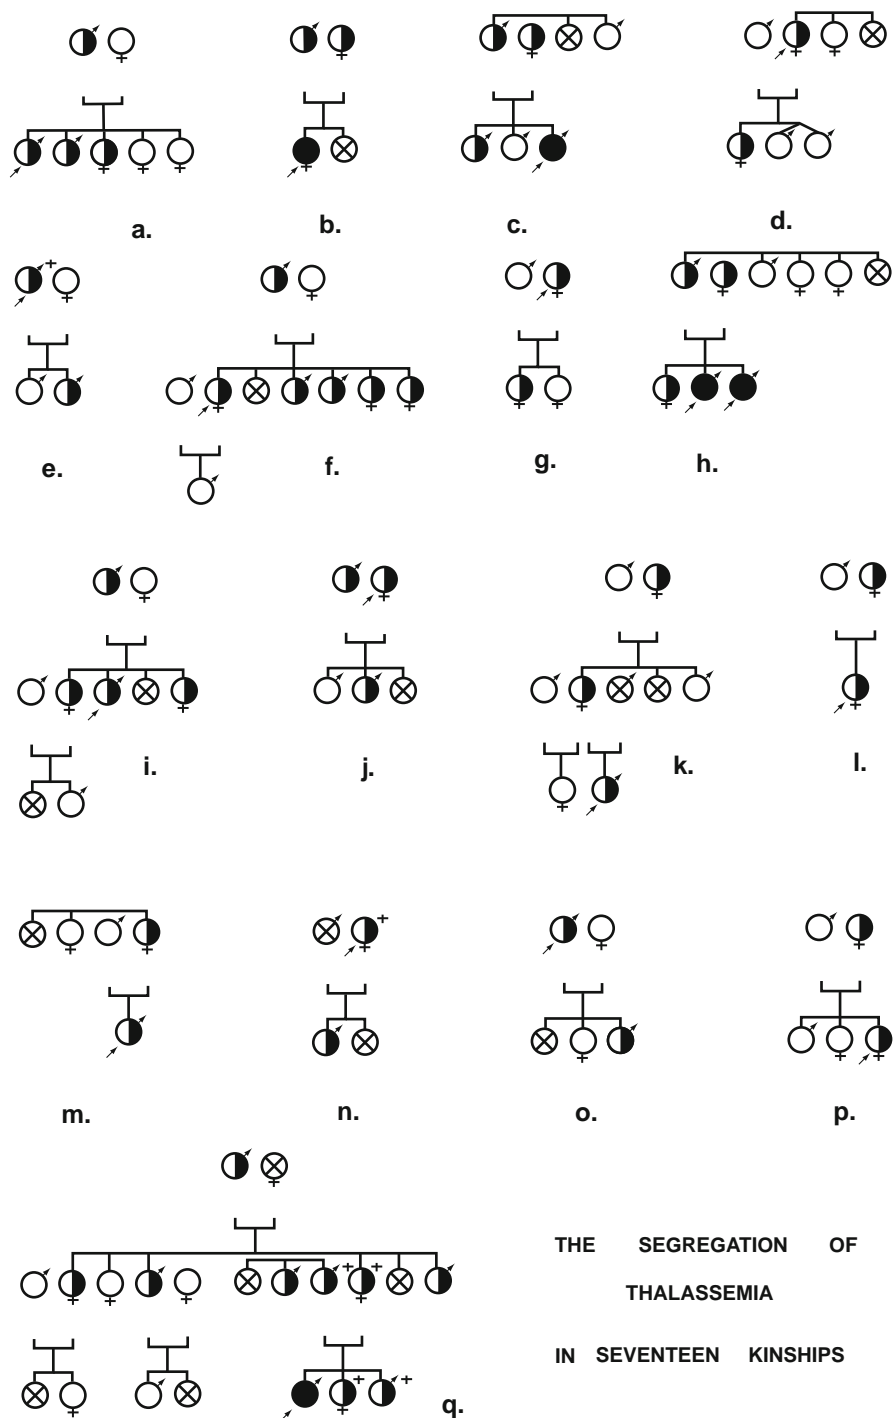 a.
b.
c.
d.
e.
f.
g.
h.
i.
j.
k.
l.
m.
n.
o.
p.
q.
THE SEGREGATION OF
THALASSEMIA
IN SEVENTEEN KINSHIPS